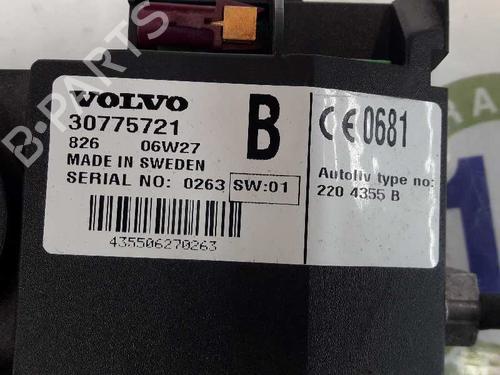 VOLVO
30775721
826 06W27
MADE IN SWEDEN
SERIAL NO: 0263 SW:01
435506270263
B
CE 0681
Autoliv type no:
220 4355 B
B-PARTS